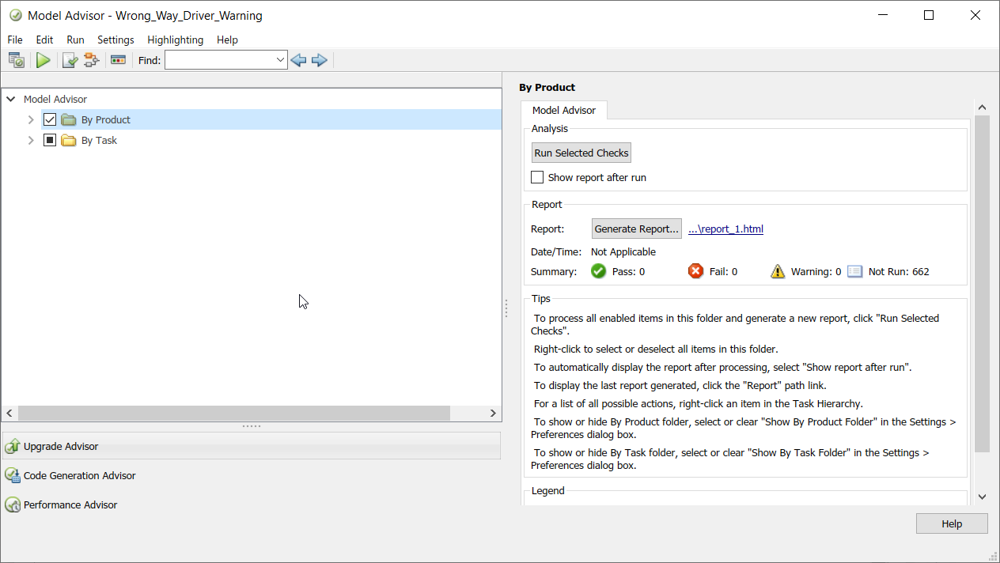 Model Advisor - Wrong_Way_Driver_Warning
File Edit Run Settings Highlighting Help
Find:
Model Advisor
By Product
By Task
Upgrade Advisor
Code Generation Advisor
Performance Advisor
By Product
Model Advisor
Analysis
Run Selected Checks
Show report after run
Report
Report: Generate Report... ...\report_1.html
Date/Time: Not Applicable
Summary: Pass: 0 Fail: 0 Warning: 0 Not Run: 662
Tips
To process all enabled items in this folder and generate a new report, click "Run Selected
Checks".
Right-click to select or deselect all items in this folder.
To automatically display the report after processing, select "Show report after run".
To display the last report generated, click the "Report" path link.
For a list of all possible actions, right-click an item in the Task Hierarchy.
To show or hide By Product folder, select or clear "Show By Product Folder" in the Settings >
Preferences dialog box.
To show or hide By Task folder, select or clear "Show By Task Folder" in the Settings >
Preferences dialog box.
Legend
Help